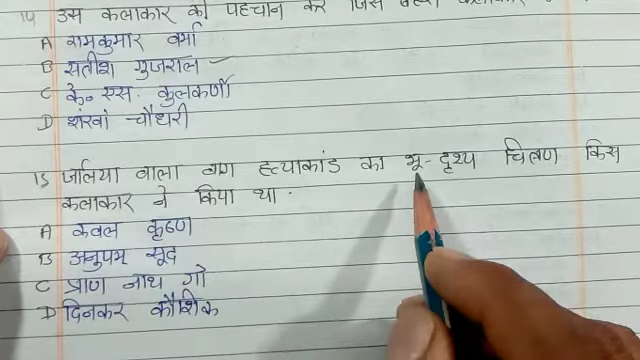 14 उस कलाकार को पहचान कर जिस कलाकार
A रामकुमार वर्मा
B सतीश गुजराल
C के॰ एस. कुलकर्णी
D शंखो चौधरी
15 जलिया वाला बाग हत्याकांड का भू-दृश्य चित्रण किस
कलाकार ने किया था.
A कवल कृष्ण
B अनुपम सूद
C प्राण नाथ गो
D दिनकर कौशिक